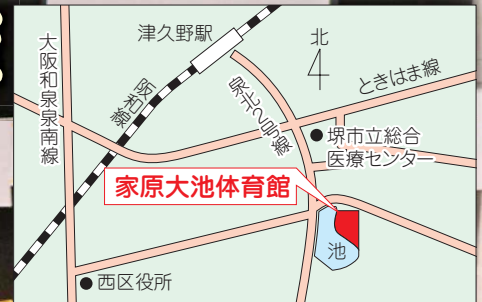 津久野駅
北
大阪和泉泉南線
阪和線
泉北2号線
ときはま線
堺市立総合
医療センター
家原大池体育館
池
西区役所